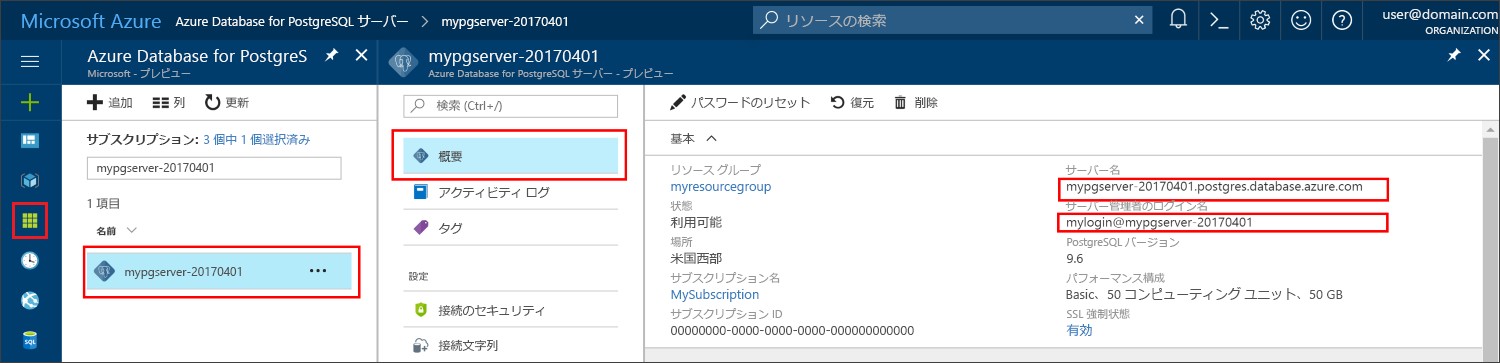 Microsoft Azure Azure Database for PostgreSQL サーバー > mypgserver-20170401
リソースの検索
user@domain.com
ORGANIZATION
Azure Database for PostgreS
Microsoft - プレビュー
追加 列 更新
サブスクリプション: 3 個中 1 個選択済み
mypgserver-20170401
1 項目
名前
mypgserver-20170401
SQL
mypgserver-20170401
Azure Database for PostgreSQL サーバー - プレビュー
検索 (Ctrl+/)
概要
アクティビティ ログ
タグ
設定
接続のセキュリティ
接続文字列
パスワードのリセット 復元 削除
基本
リソース グループ
myresourcegroup
状態
利用可能
場所
米国西部
サブスクリプション名
MySubscription
サブスクリプション ID
00000000-0000-0000-0000-000000000000
サーバー名
mypgserver-20170401.postgres.database.azure.com
サーバー管理者のログイン名
mylogin@mypgserver-20170401
PostgreSQL バージョン
9.6
パフォーマンス構成
Basic、50 コンピューティング ユニット、50 GB
SSL 強制状態
有効